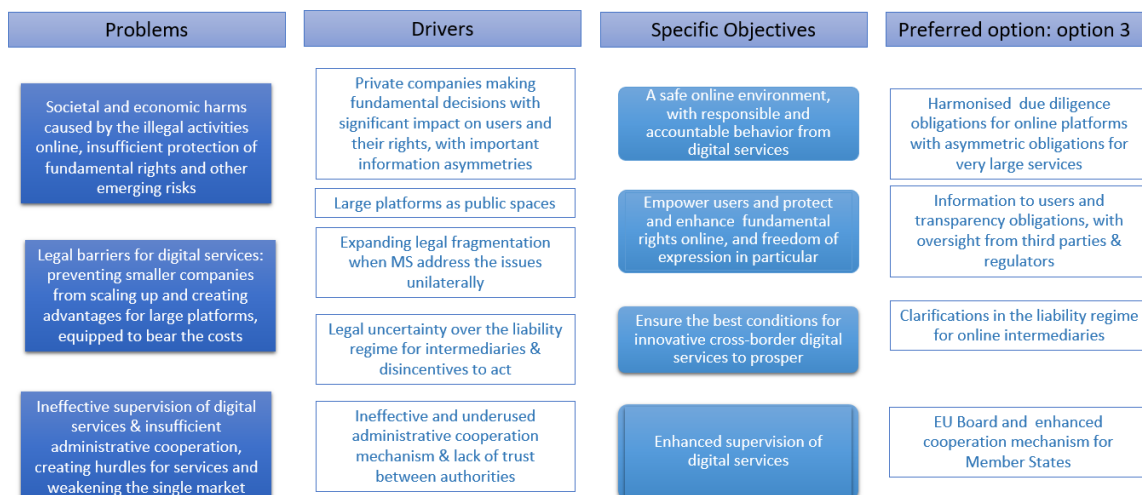 Problems
Societal and economic harms
caused by the illegal activities
online, insufficient protection of
fundamental rights and other
emerging risks
Legal barriers for digital services:
preventing smaller companies
from scaling up and creating
advantages for large platforms,
equipped to bear the costs
Ineffective supervision of digital
services & insufficient
administrative cooperation,
creating hurdles for services and
weakening the single market
Drivers
Private companies making
fundamental decisions with
significant impact on users and
their rights, with important
information asymmetries
Large platforms as public spaces
Expanding legal fragmentation
when MS address the issues
unilaterally
Legal uncertainty over the liability
regime for intermediaries &
disincentives to act
Ineffective and underused
administrative cooperation
mechanism & lack of trust
between authorities
Specific Objectives
A safe online environment,
with responsible and
accountable behavior from
digital services
Empower users and protect
and enhance fundamental
rights online, and freedom of
expression in particular
Ensure the best conditions for
innovative cross-border digital
services to prosper
Enhanced supervision of
digital services
Preferred option: option 3
Harmonised due diligence
obligations for online platforms
with asymmetric obligations for
very large services
Information to users and
transparency obligations, with
oversight from third parties &
regulators
Clarifications in the liability regime
for online intermediaries
EU Board and enhanced
cooperation mechanism for
Member States